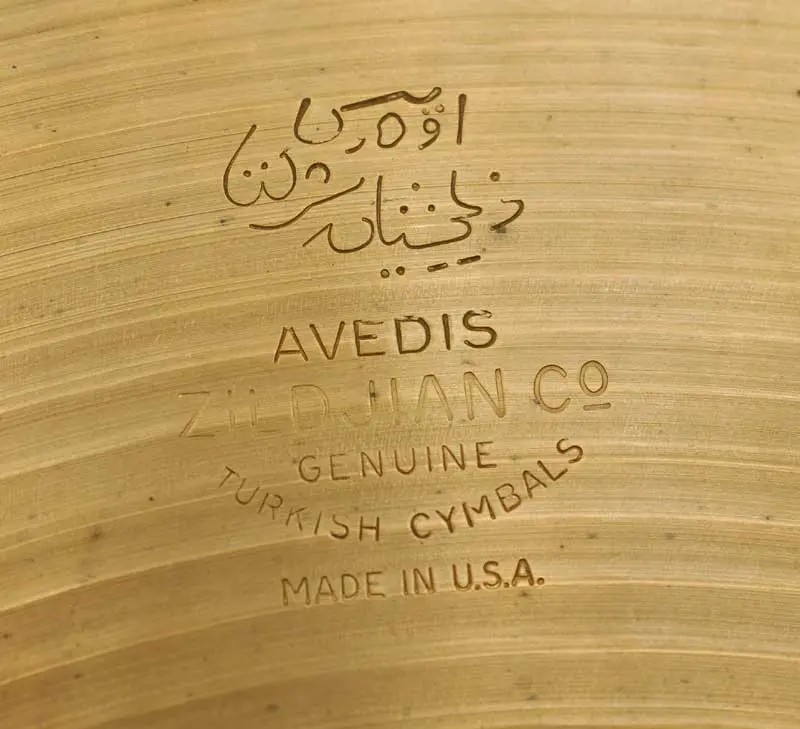 AVEDIS
ZILDJIAN CO
GENUINE
TURKISH CYMBALS
MADE IN U.S.A.